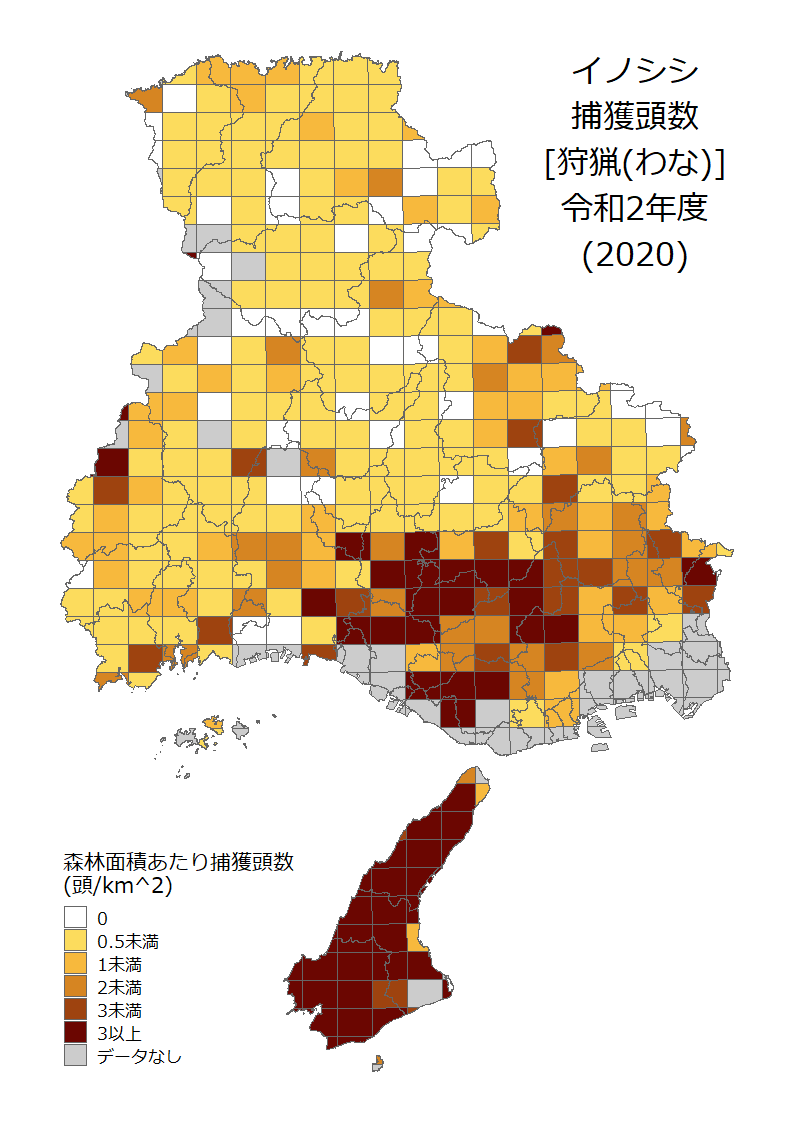 イノシシ
捕獲頭数
[狩猟(わな)]
令和2年度
(2020)
森林面積あたり捕獲頭数
(頭/km^2)
0
0.5未満
1未満
2未満
3未満
3以上
データなし